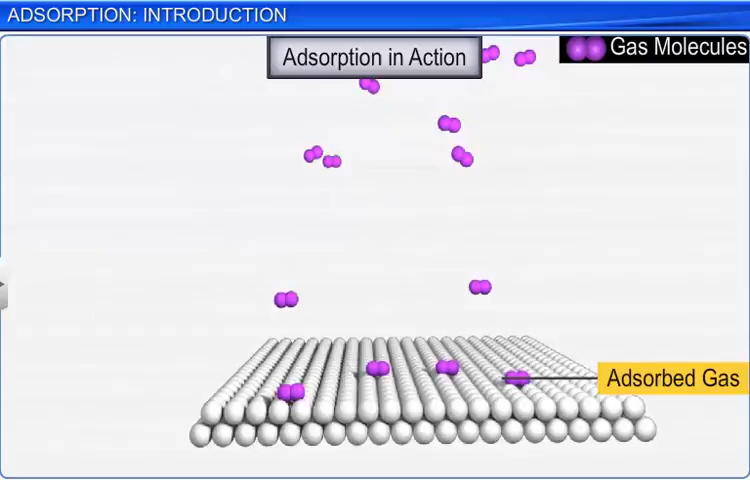 ADSORPTION: INTRODUCTION
Adsorption in Action
Gas Molecules
Adsorbed Gas